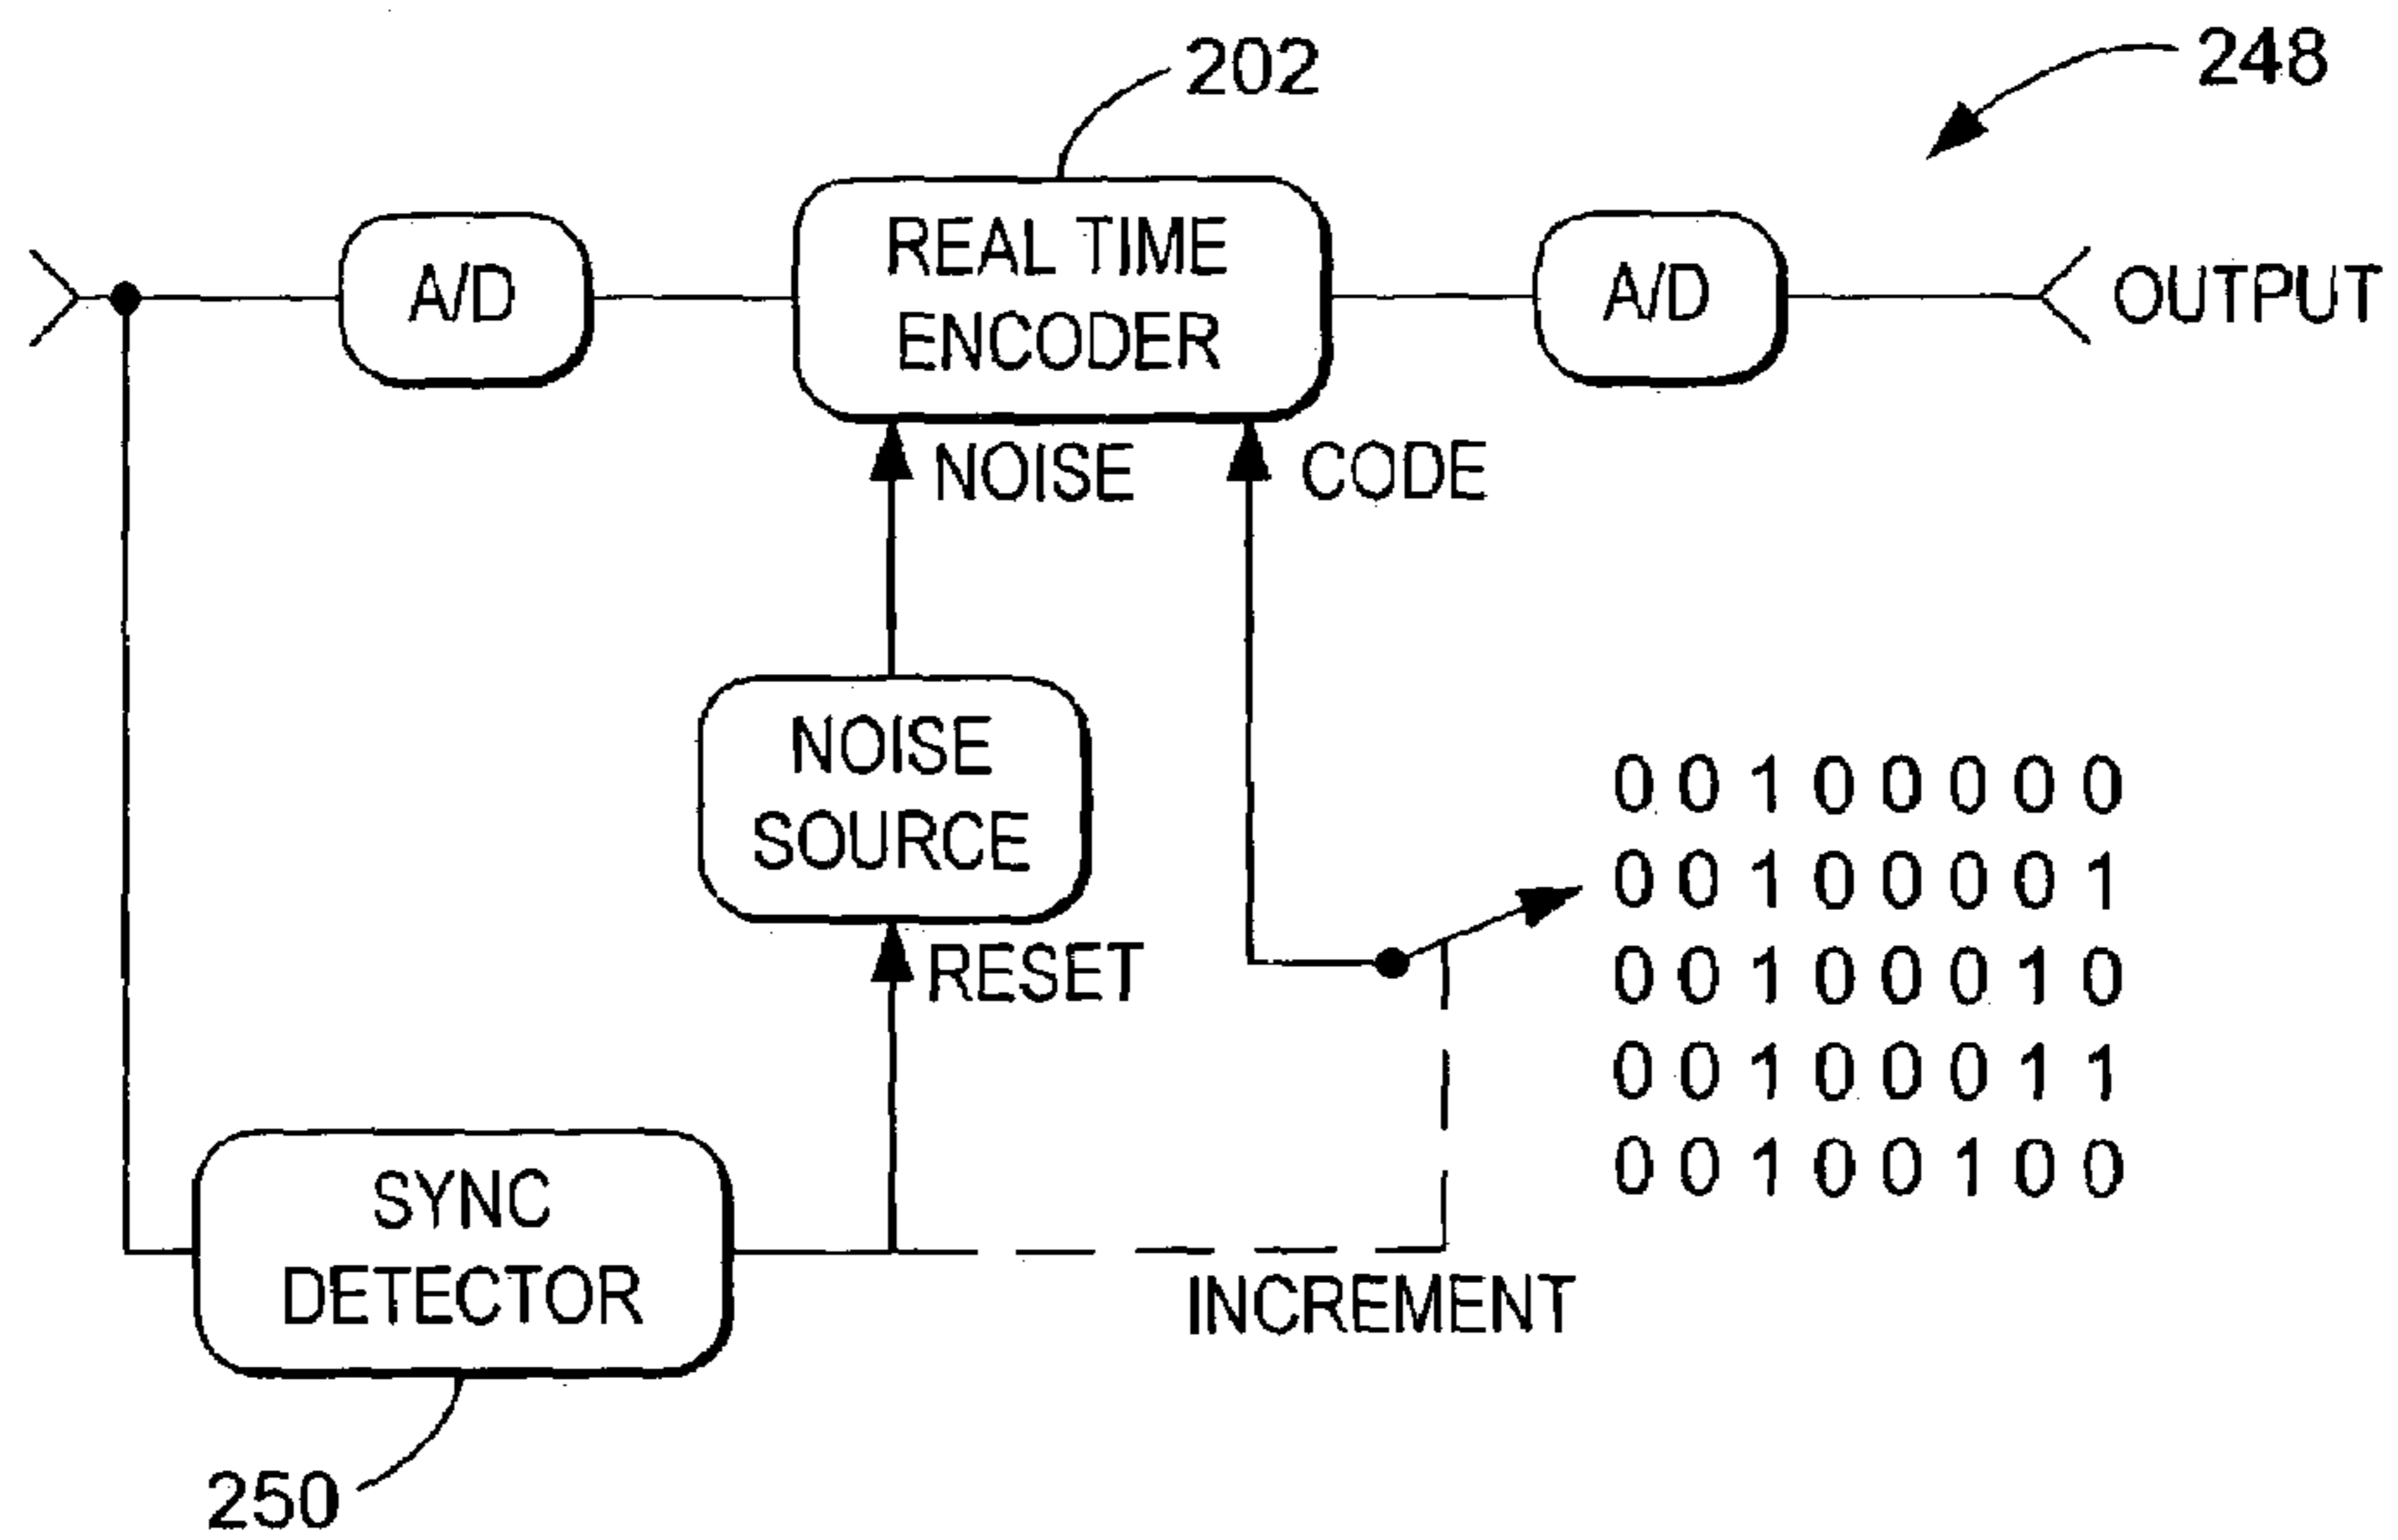 202
248
A/D
REAL TIME
ENCODER
A/D
OUTPUT
NOISE
CODE
NOISE
SOURCE
RESET
0 0 1 0 0 0 0 0
0 0 1 0 0 0 0 1
0 0 1 0 0 0 1 0
0 0 1 0 0 0 1 1
0 0 1 0 0 1 0 0
SYNC
DETECTOR
INCREMENT
250